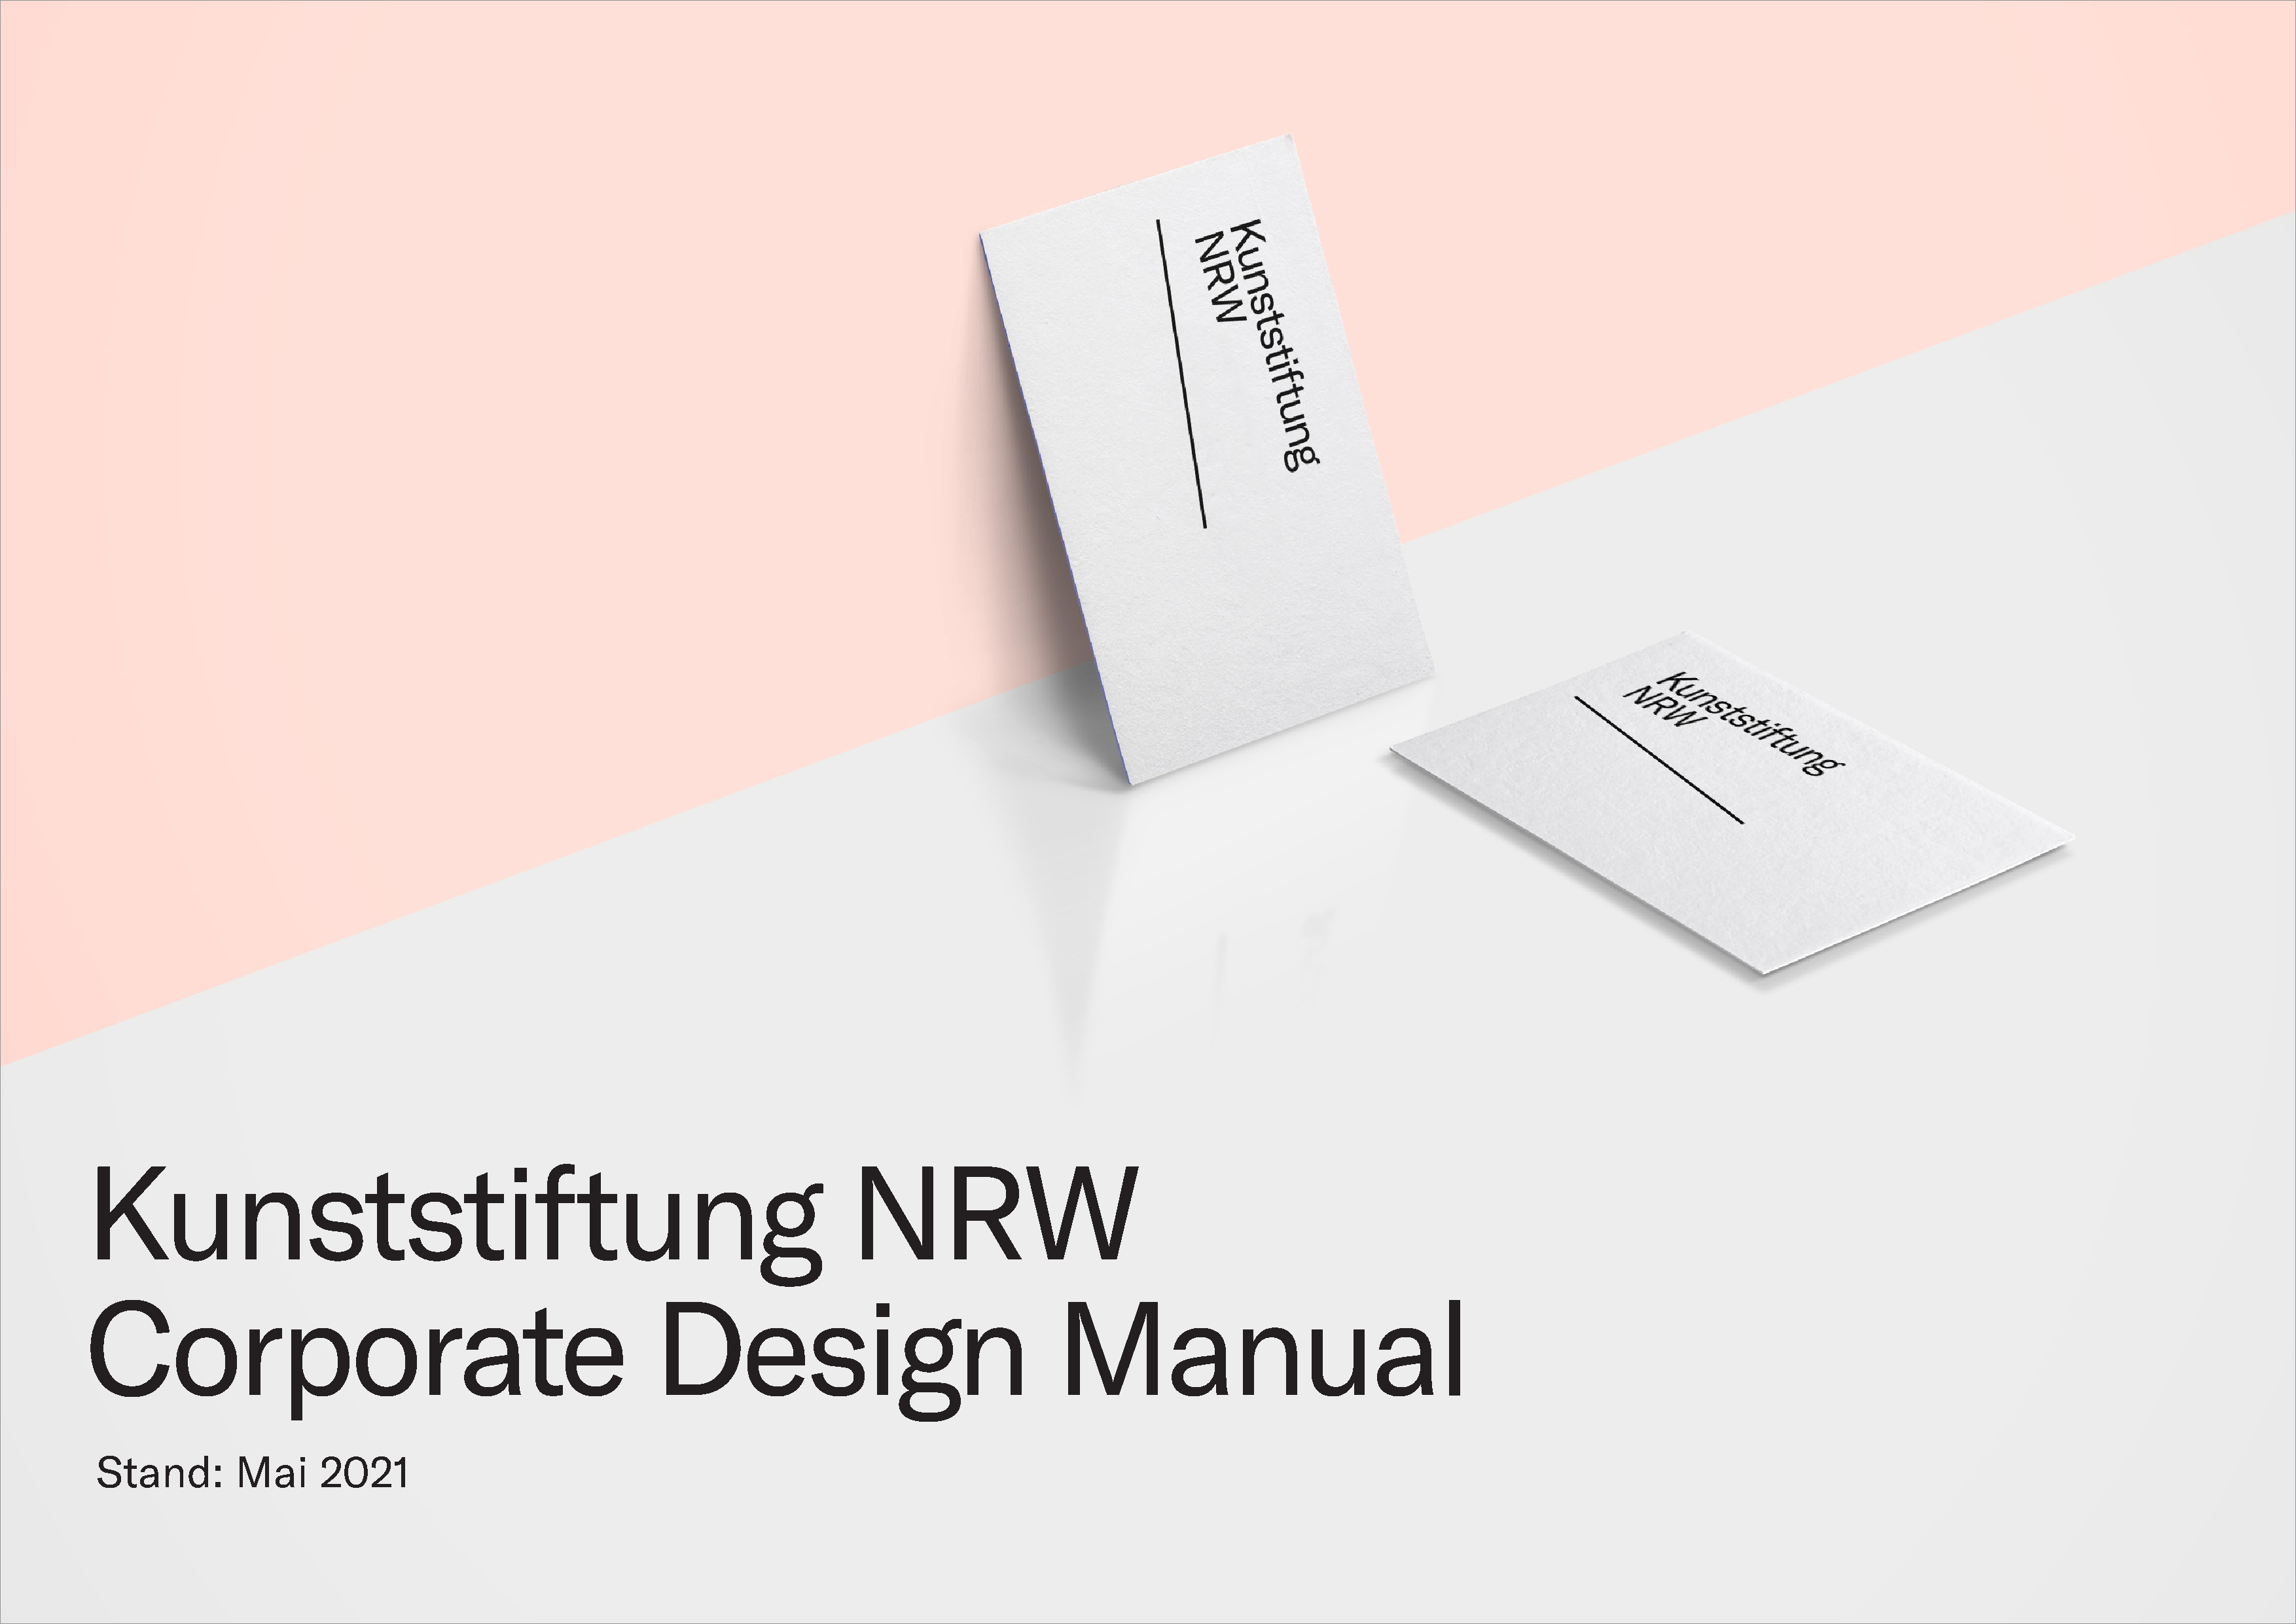 Kunststiftung
NRW
Kunststiftung
NRW
Kunststiftung NRW
Corporate Design Manual
Stand: Mai 2021